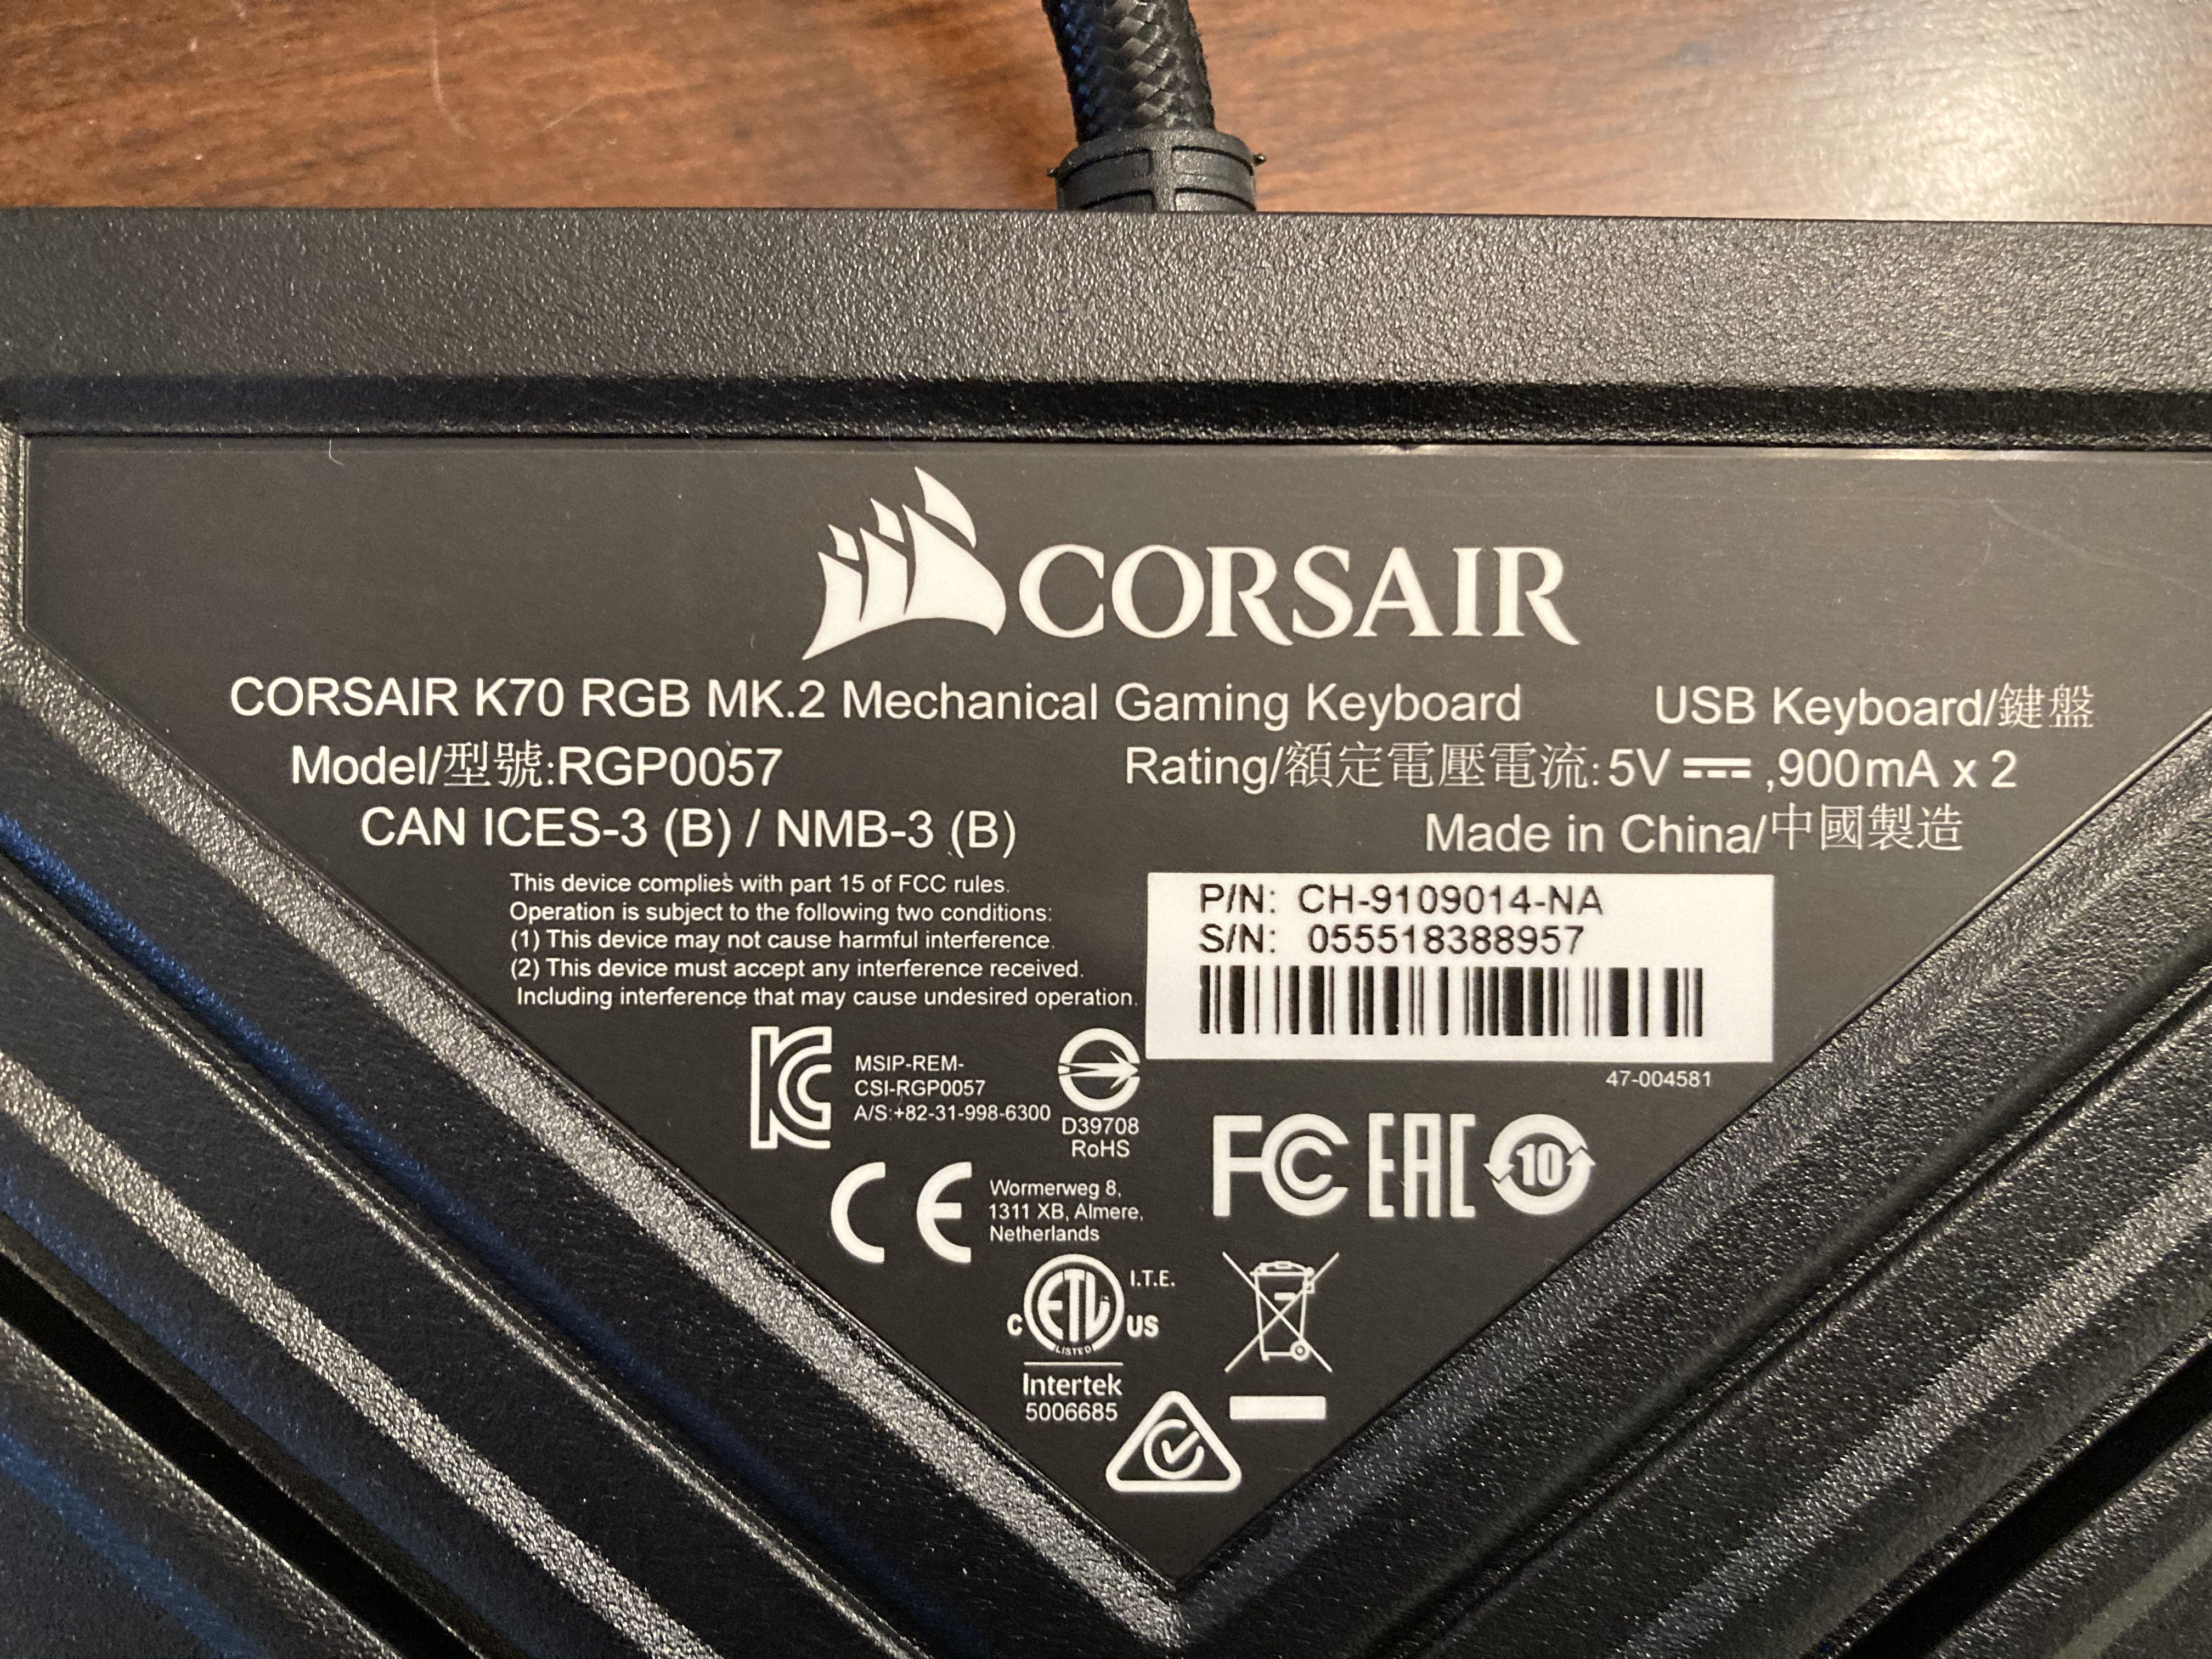 CORSAIR
CORSAIR K70 RGB MK.2 Mechanical Gaming Keyboard
USB Keyboard/鍵盤
Model/型號:RGP0057
Rating/額定電壓電流:5V ⎓ ,900mA x 2
CAN ICES-3 (B) / NMB-3 (B)
Made in China/中國製造
This device complies with part 15 of FCC rules.
Operation is subject to the following two conditions:
(1) This device may not cause harmful interference.
(2) This device must accept any interference received.
Including interference that may cause undesired operation.
P/N: CH-9109014-NA
S/N: 055518388957
47-004581
KC
MSIP-REM-
CSI-RGP0057
A/S:+82-31-998-6300
D39708
RoHS
FC
EAC
10
CE
Wormerweg 8,
1311 XB, Almere,
Netherlands
I.T.E.
C ETL US
LISTED
Intertek
5006685